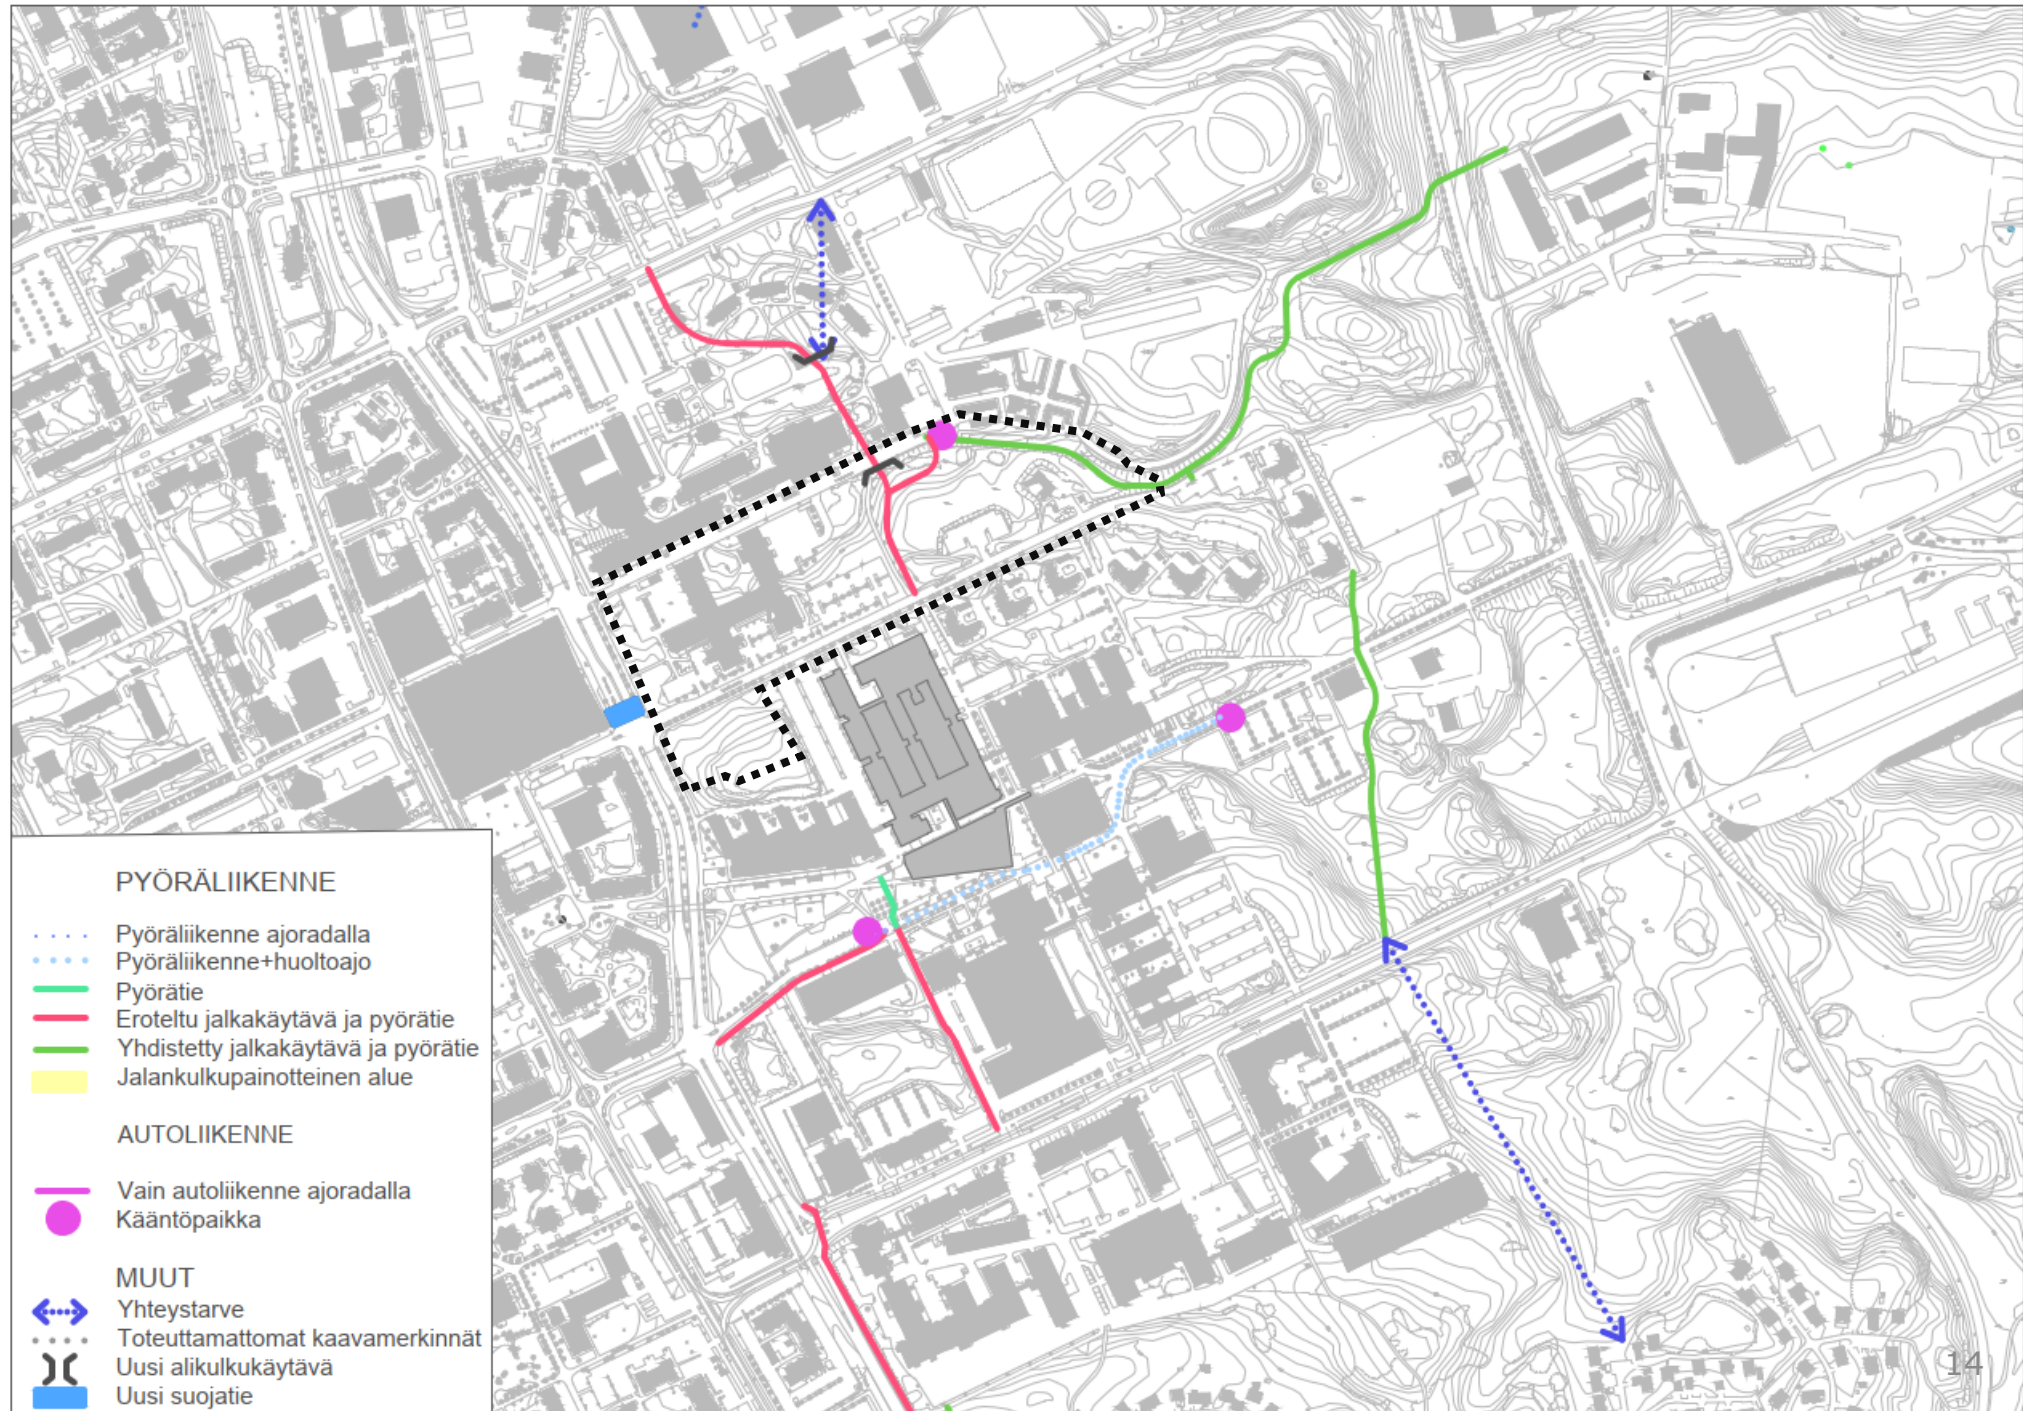 PYÖRÄLIIKENNE
Pyöräliikenne ajoradalla
Pyöräliikenne+huoltoajo
Pyörätie
Eroteltu jalkakäytävä ja pyörätie
Yhdistetty jalkakäytävä ja pyörätie
Jalankulkupainotteinen alue
AUTOLIIKENNE
Vain autoliikenne ajoradalla
Kääntöpaikka
MUUT
Yhteystarve
Toteuttamattomat kaavamerkinnät
Uusi alikulkukäytävä
Uusi suojatie
14